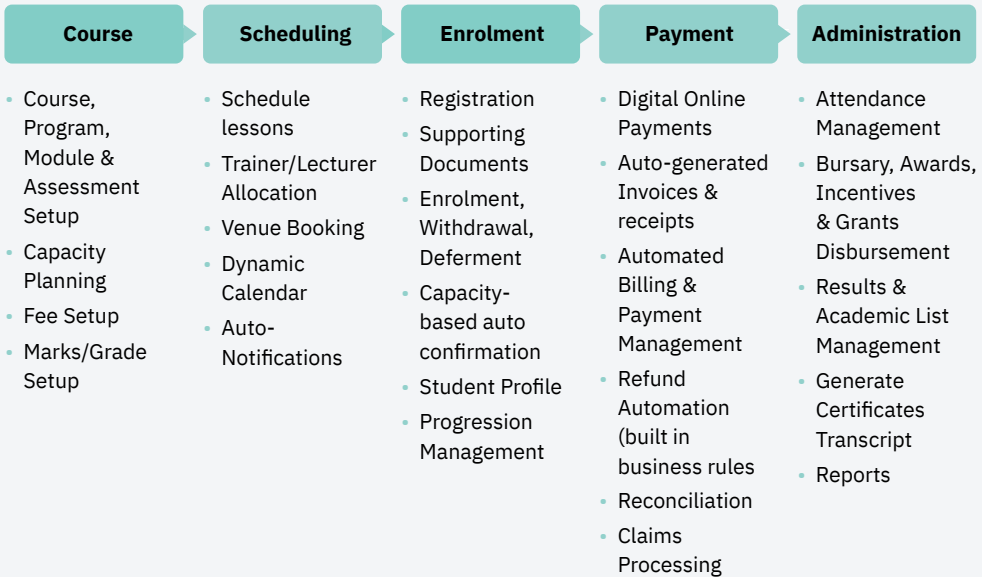 Course
Scheduling
Enrolment
Payment
Administration
Course,
Program,
Module &
Assessment
Setup
Capacity
Planning
Fee Setup
Marks/Grade
Setup
Schedule
lessons
Trainer/Lecturer
Allocation
Venue Booking
Dynamic
Calendar
Auto-
Notifications
Registration
Supporting
Documents
Enrolment,
Withdrawal,
Deferment
Capacity-
based auto
confirmation
Student Profile
Progression
Management
Digital Online
Payments
Auto-generated
Invoices &
receipts
Automated
Billing &
Payment
Management
Refund
Automation
(built in
business rules
Reconciliation
Claims
Processing
Attendance
Management
Bursary, Awards,
Incentives
& Grants
Disbursement
Results &
Academic List
Management
Generate
Certificates
Transcript
Reports